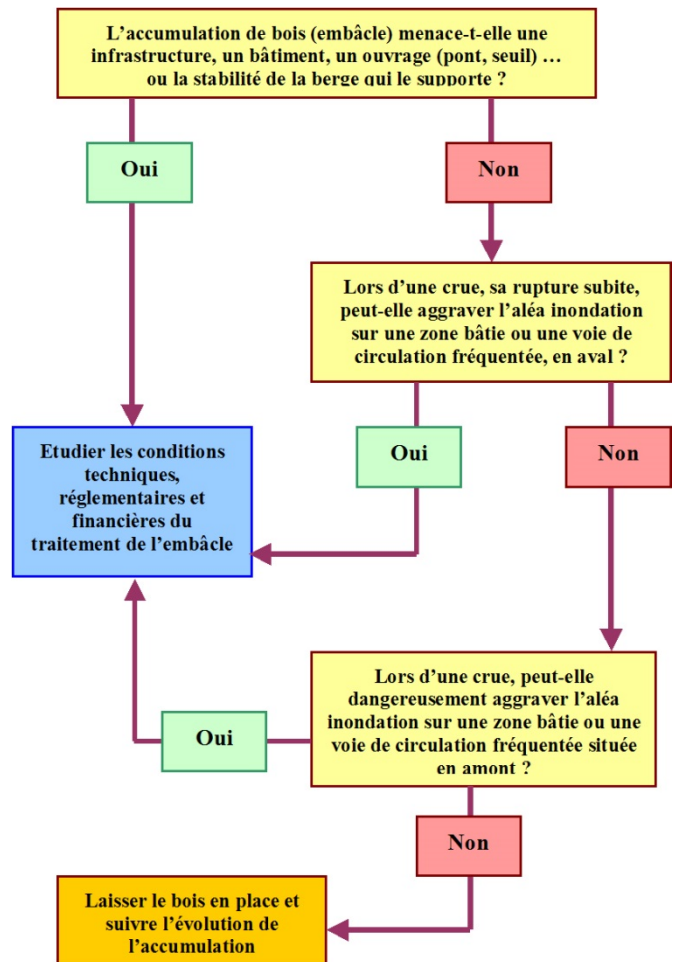 L'accumulation de bois (embâcle) menace-t-elle une
infrastructure, un bâtiment, un ouvrage (pont, seuil) …
ou la stabilité de la berge qui le supporte ?
Oui
Non
Lors d'une crue, sa rupture subite,
peut-elle aggraver l'aléa inondation
sur une zone bâtie ou une voie de
circulation fréquentée, en aval ?
Etudier les conditions
techniques,
réglementaires et
financières du
traitement de l'embâcle
Oui
Non
Lors d'une crue, peut-elle
dangereusement aggraver l'aléa
inondation sur une zone bâtie ou une
voie de circulation fréquentée située
en amont ?
Oui
Non
Laisser le bois en place et
suivre l'évolution de
l'accumulation